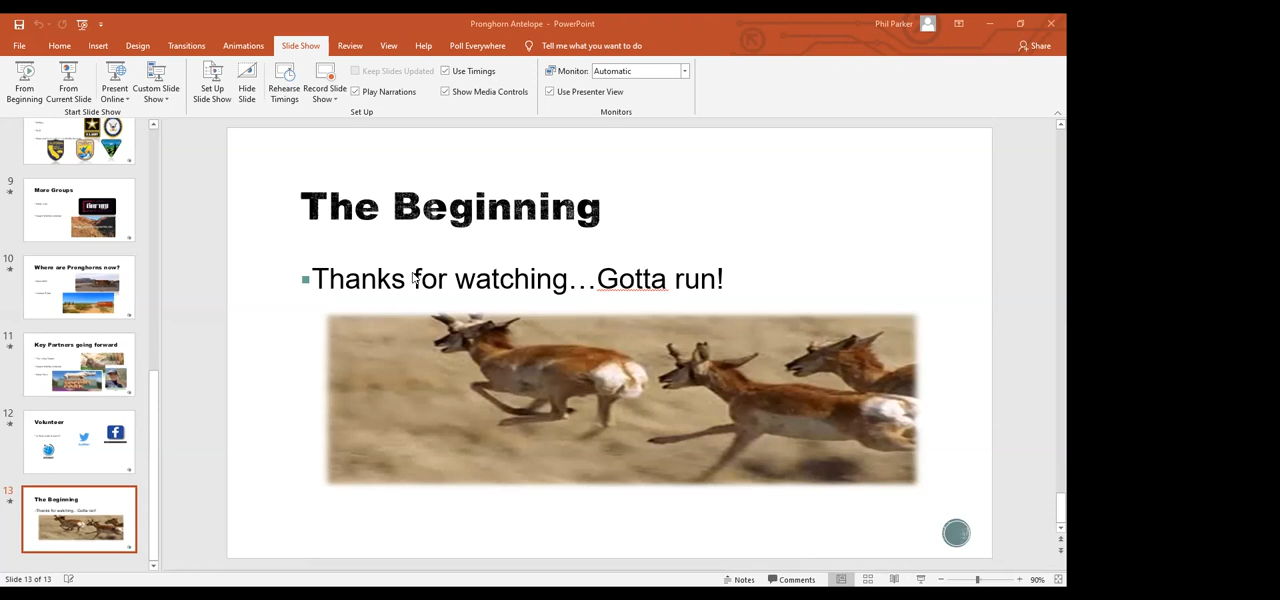 Pronghorn Antelope - PowerPoint
Phil Parker
File Home Insert Design Transitions Animations Slide Show Review View Help Poll Everywhere Tell me what you want to do Share
From Beginning
From Current Slide
Present Online
Custom Slide Show
Start Slide Show
Set Up Slide Show
Hide Slide
Rehearse Timings
Record Slide Show
Keep Slides Updated
Play Narrations
Use Timings
Show Media Controls
Set Up
Monitor: Automatic
Use Presenter View
Monitors
9
More Groups
10
Where are Pronghorns now?
11
Key Partners going forward
12
Volunteer
13
The Beginning
Thanks for watching...Gotta run!
The Beginning
Thanks for watching…Gotta run!
Slide 13 of 13
Notes
Comments
90%